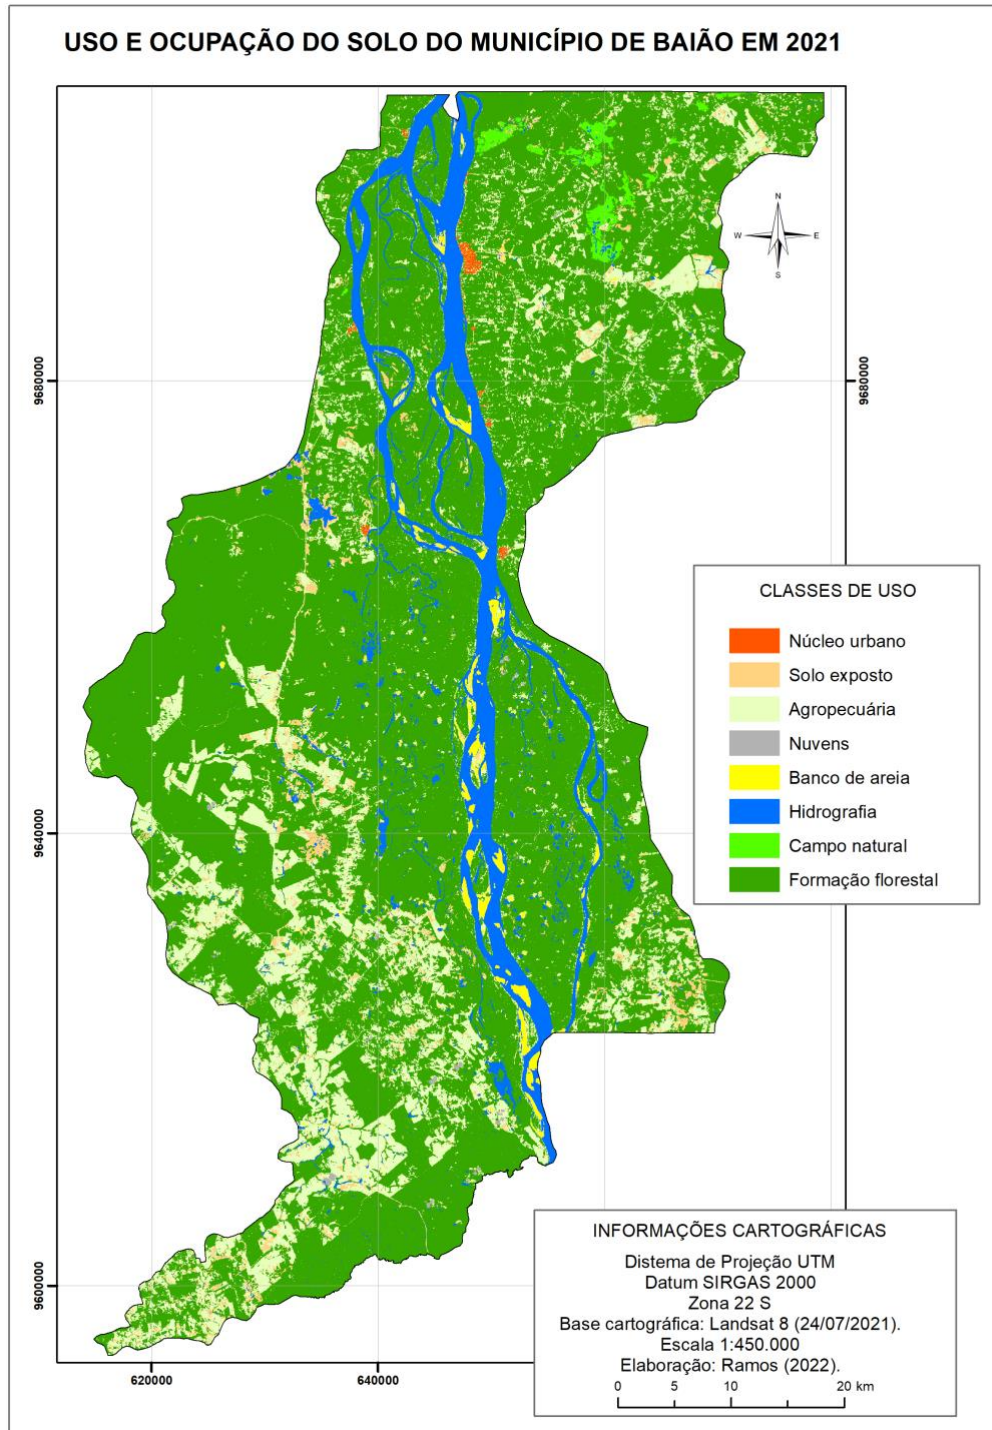 USO E OCUPAÇÃO DO SOLO DO MUNICÍPIO DE BAIÃO EM 2021
N
W E
S
9680000
9680000
CLASSES DE USO
Núcleo urbano
Solo exposto
Agropecuária
Nuvens
Banco de areia
Hidrografia
Campo natural
Formação florestal
9640000
INFORMAÇÕES CARTOGRÁFICAS
Distema de Projeção UTM
Datum SIRGAS 2000
Zona 22 S
Base cartográfica: Landsat 8 (24/07/2021).
Escala 1:450.000
Elaboração: Ramos (2022).
0 5 10 20 km
9600000
620000 640000